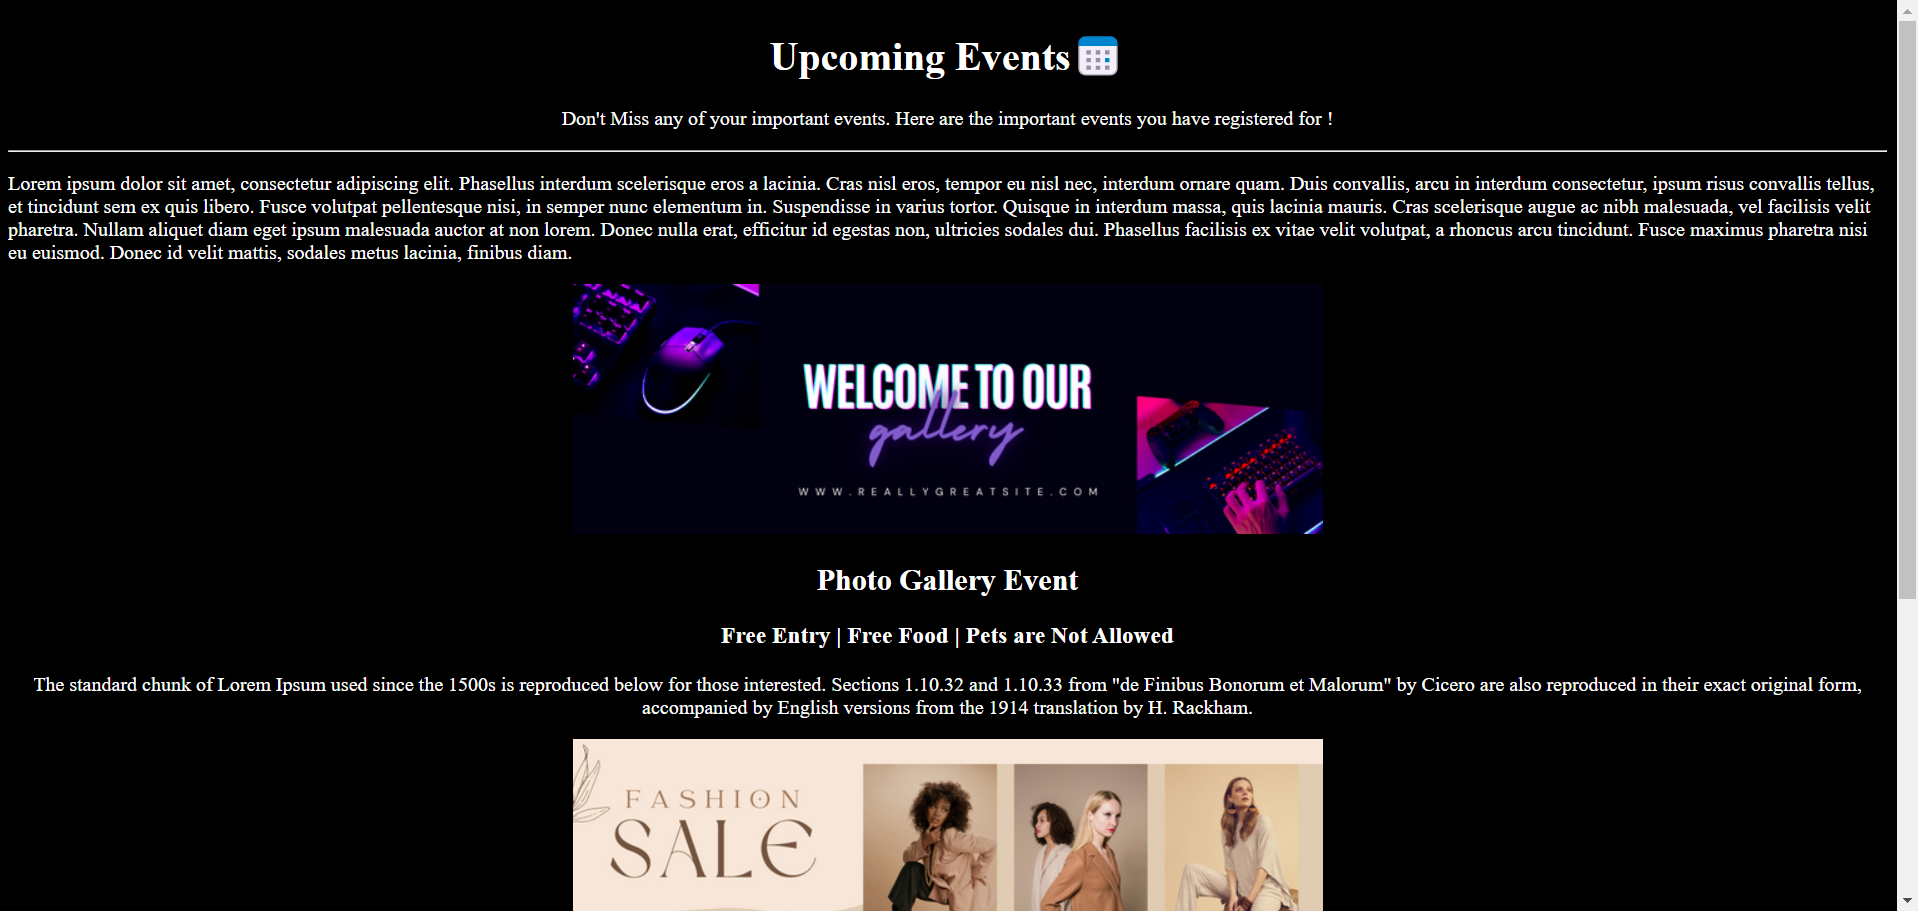 Upcoming Events
Don't Miss any of your important events. Here are the important events you have registered for !
Lorem ipsum dolor sit amet, consectetur adipiscing elit. Phasellus interdum scelerisque eros a lacinia. Cras nisl eros, tempor eu nisl nec, interdum ornare quam. Duis convallis, arcu in interdum consectetur, ipsum risus convallis tellus,
et tincidunt sem ex quis libero. Fusce volutpat pellentesque nisi, in semper nunc elementum in. Suspendisse in varius tortor. Quisque in interdum massa, quis lacinia mauris. Cras scelerisque augue ac nibh malesuada, vel facilisis velit
pharetra. Nullam aliquet diam eget ipsum malesuada auctor at non lorem. Donec nulla erat, efficitur id egestas non, ultricies sodales dui. Phasellus facilisis ex vitae velit volutpat, a rhoncus arcu tincidunt. Fusce maximus pharetra nisi
eu euismod. Donec id velit mattis, sodales metus lacinia, finibus diam.
WELCOME TO OUR
gallery
WWW.REALLYGREATSITE.COM
Photo Gallery Event
Free Entry | Free Food | Pets are Not Allowed
The standard chunk of Lorem Ipsum used since the 1500s is reproduced below for those interested. Sections 1.10.32 and 1.10.33 from "de Finibus Bonorum et Malorum" by Cicero are also reproduced in their exact original form,
accompanied by English versions from the 1914 translation by H. Rackham.
FASHION
SALE